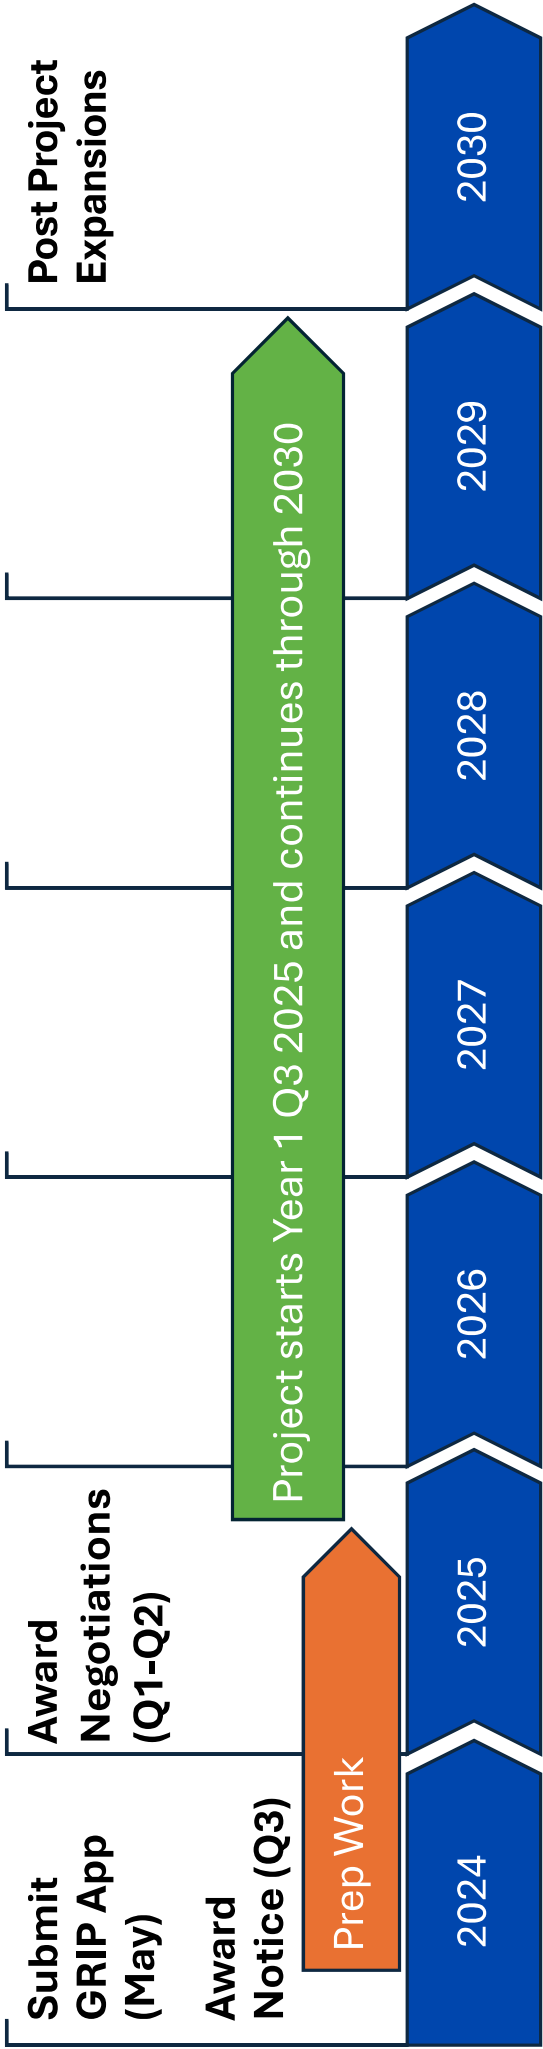 Submit
GRIP App
(May)
Award
Notice (Q3)
Award
Negotiations
(Q1-Q2)
Post Project
Expansions
Project starts Year 1 Q3 2025 and continues through 2030
Prep Work
2024
2025
2026
2027
2028
2029
2030